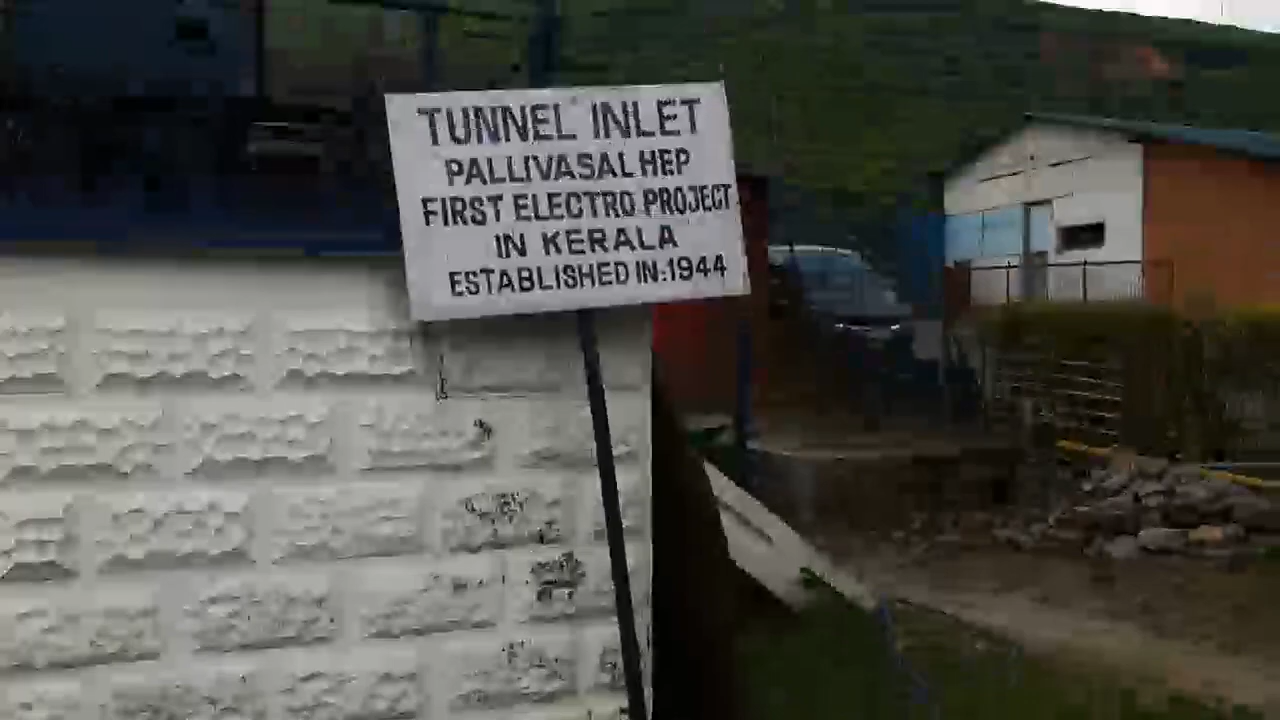 TUNNEL INLET
PALLIVASAL HEP
FIRST ELECTRO PROJECT
IN KERALA
ESTABLISHED IN:1944